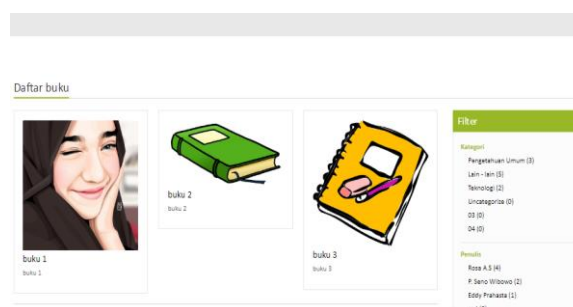 Daftar buku
buku 1
buku 1
buku 2
buku 2
buku 3
buku 3
Filter
Kategori
Pengetahuan Umum (3)
Lain - lain (5)
Teknologi (2)
Uncategorize (0)
03 (0)
04 (0)
Penulis
Rosa A.S (4)
P. Seno Wibowo (2)
Eddy Prahasta (1)